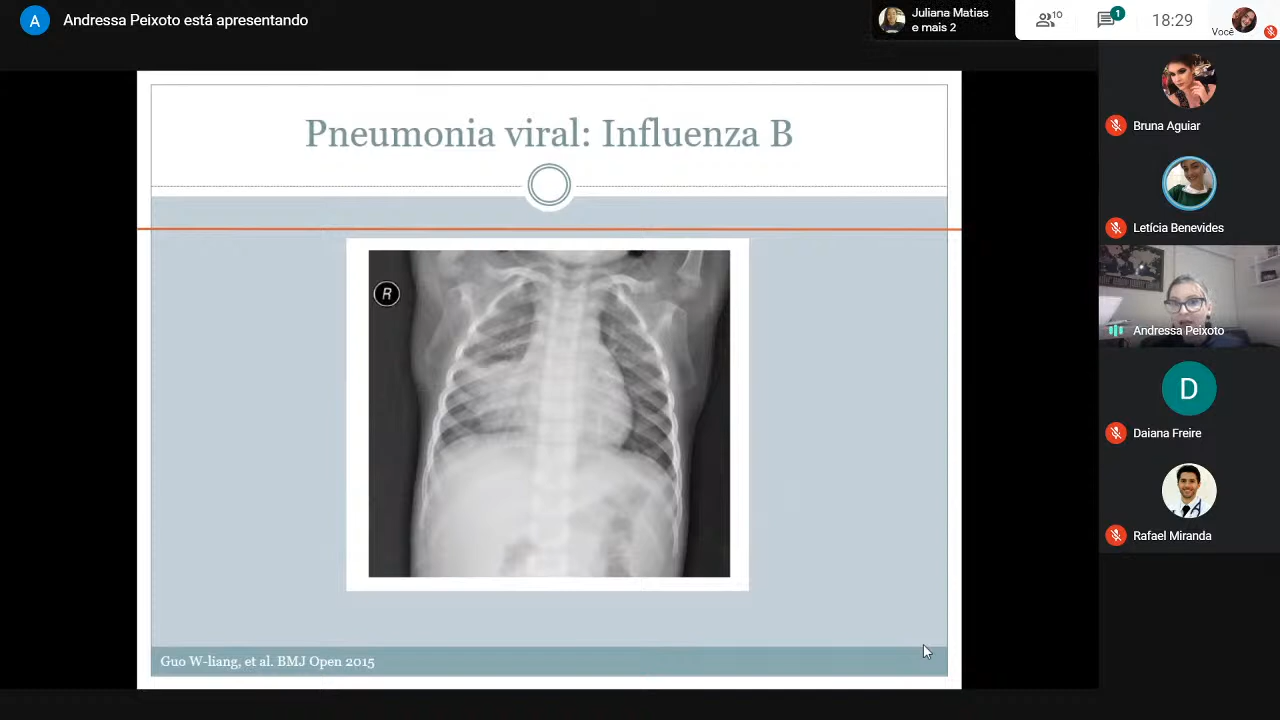 A
Andressa Peixoto está apresentando
Juliana Matias
e mais 2
10
1
18:29
Você
Pneumonia viral: Influenza B
R
Guo W-liang, et al. BMJ Open 2015
Bruna Aguiar
Letícia Benevides
Andressa Peixoto
D
Daiana Freire
Rafael Miranda